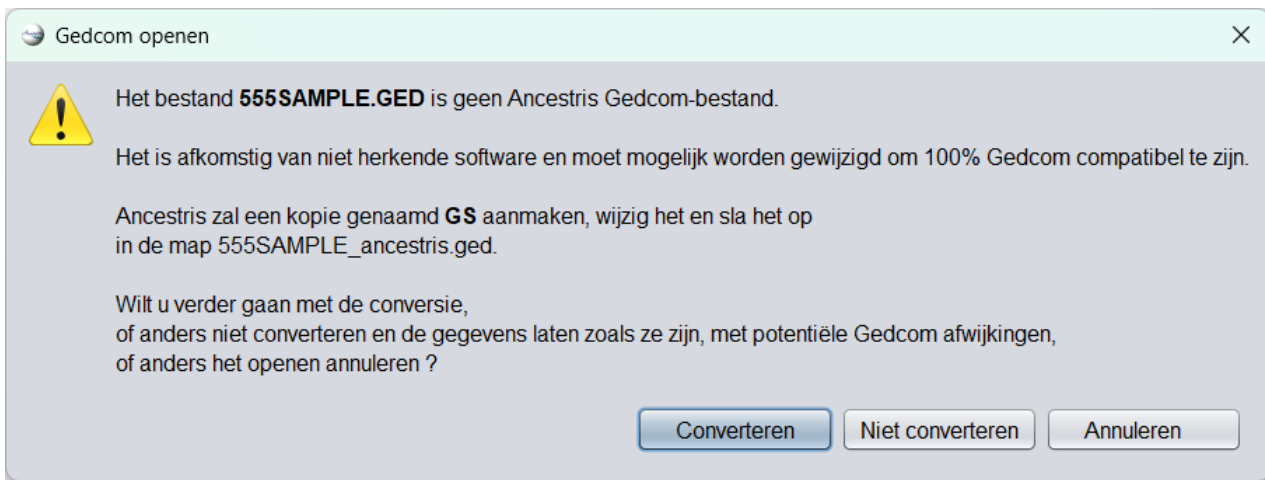 Gedcom openen
Het bestand 555SAMPLE.GED is geen Ancestris Gedcom-bestand.
Het is afkomstig van niet herkende software en moet mogelijk worden gewijzigd om 100% Gedcom compatibel te zijn.
Ancestris zal een kopie genaamd GS aanmaken, wijzig het en sla het op
in de map 555SAMPLE_ancestris.ged.
Wilt u verder gaan met de conversie,
of anders niet converteren en de gegevens laten zoals ze zijn, met potentiële Gedcom afwijkingen,
of anders het openen annuleren ?
Converteren Niet converteren Annuleren